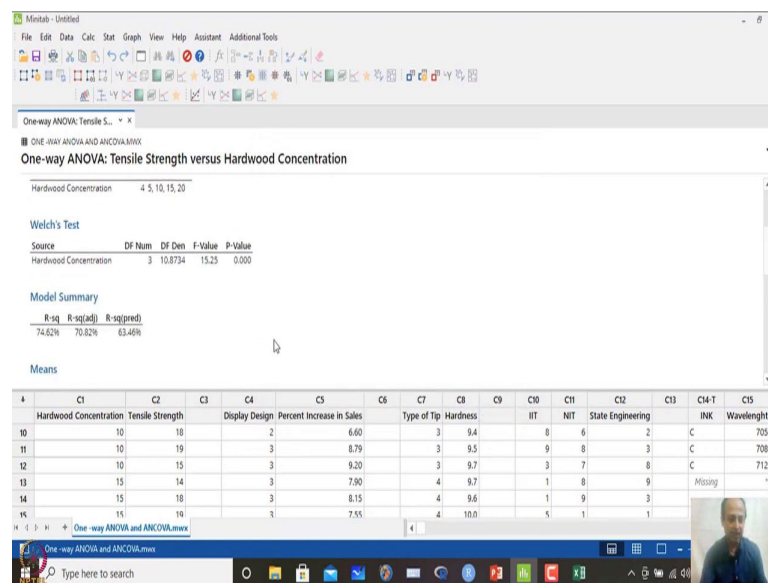 Minitab - Untitled
File Edit Data Calc Stat Graph View Help Assistant Additional Tools
One-way ANOVA: Tensile S...
ONE -WAY ANOVA AND ANCOVA.MWX
One-way ANOVA: Tensile Strength versus Hardwood Concentration
Hardwood Concentration 4 5, 10, 15, 20
Welch's Test
Source DF Num DF Den F-Value P-Value
Hardwood Concentration 3 10.8734 15.25 0.000
Model Summary
R-sq R-sq(adj) R-sq(pred)
74.62% 70.82% 63.46%
Means
C1 C2 C3 C4 C5 C6 C7 C8 C9 C10 C11 C12 C13 C14-T C15
Hardwood Concentration Tensile Strength Display Design Percent Increase in Sales Type of Tip Hardness IIT NIT State Engineering INK Wavelenght
10 10 18 2 6.60 3 9.4 8 6 2 C 705
11 10 19 3 8.79 3 9.5 9 8 3 C 708
12 10 15 3 9.20 3 9.7 3 7 8 C 712
13 15 14 3 7.90 4 9.7 1 8 9 Missing *
14 15 18 3 8.15 4 9.6 1 9 3
15 15 19 3 7.55 4 10.0 5 1 1
One -way ANOVA and ANCOVA.mwx
One -way ANOVA and ANCOVA.mwx
Type here to search